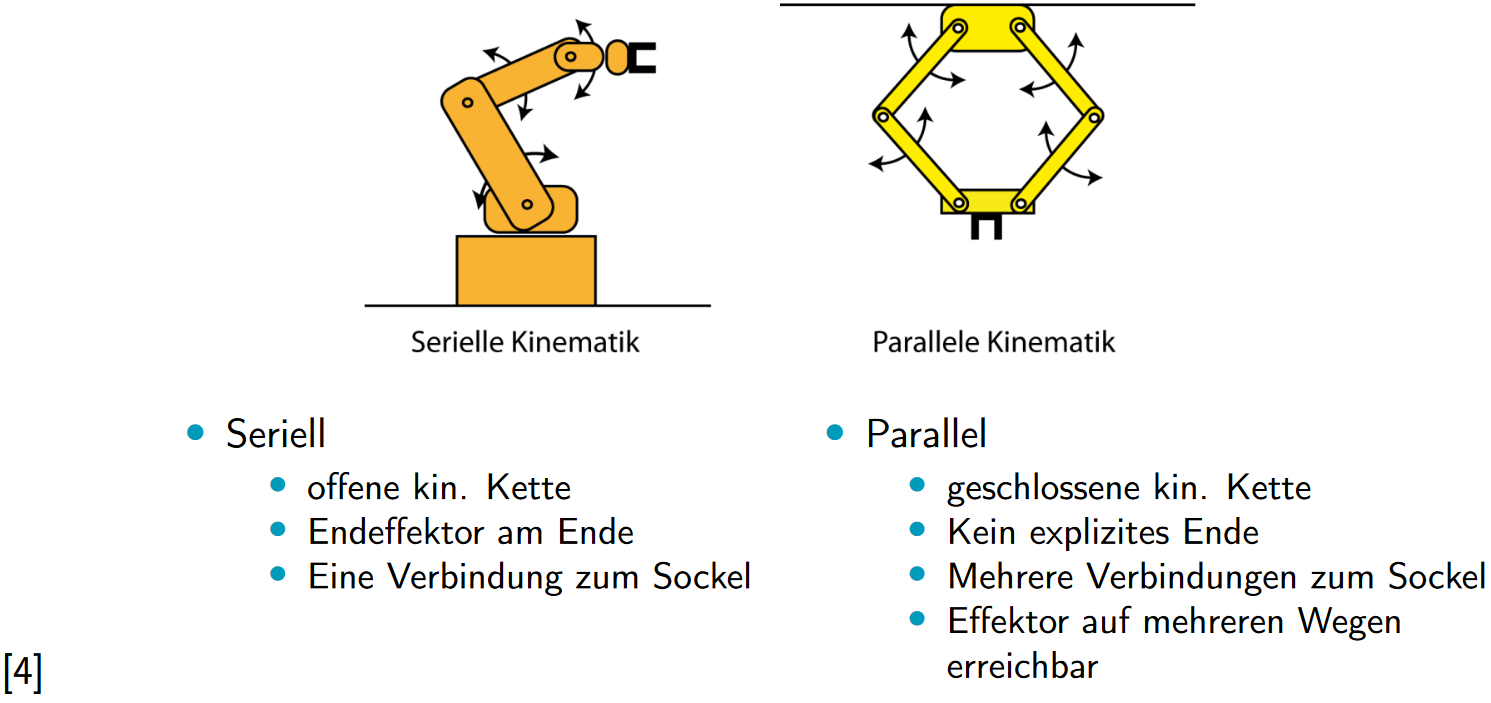 Serielle Kinematik
Parallele Kinematik
• Seriell
• offene kin. Kette
• Endeffektor am Ende
• Eine Verbindung zum Sockel
• Parallel
• geschlossene kin. Kette
• Kein explizites Ende
• Mehrere Verbindungen zum Sockel
• Effektor auf mehreren Wegen
erreichbar
[4]